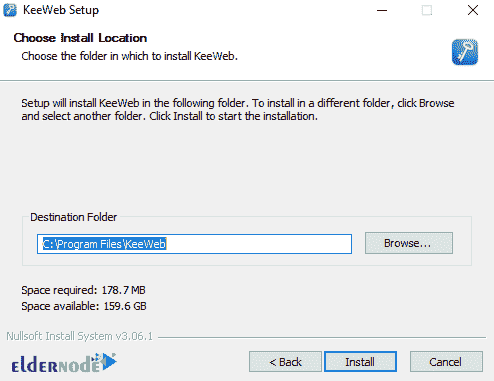 KeeWeb Setup
Choose Install Location
Choose the folder in which to install KeeWeb.
Setup will install KeeWeb in the following folder. To install in a different folder, click Browse
and select another folder. Click Install to start the installation.
Destination Folder
C:\Program Files\KeeWeb
Browse...
Space required: 178.7 MB
Space available: 159.6 GB
Nullsoft Install System v3.06.1
ELDERNODE
< Back
Install
Cancel